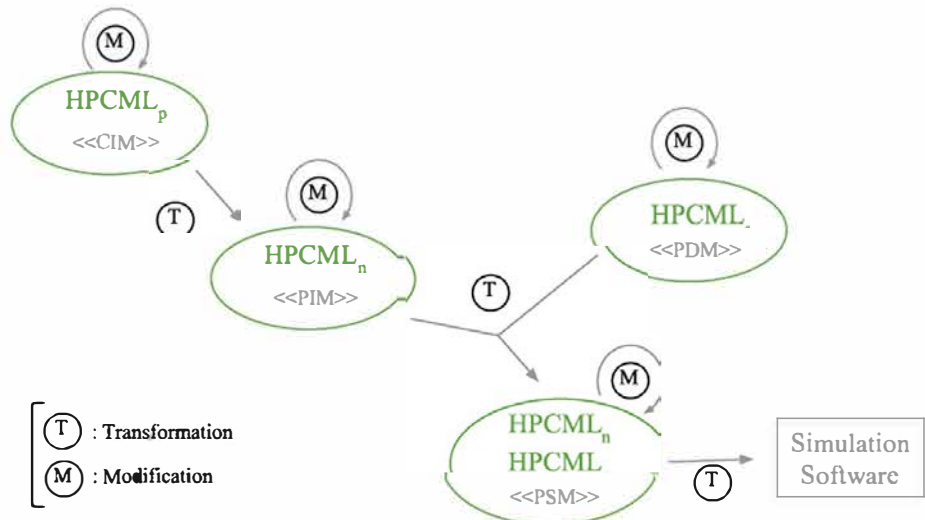 M
HPCMLp
<<CIM>>
T
M
HPCMLn
<<PIM>>
M
HPCML
<<PDM>>
T
M
HPCMLn
HPCML
<<PSM>>
T
Simulation
Software
T : Transformation
M : Modification